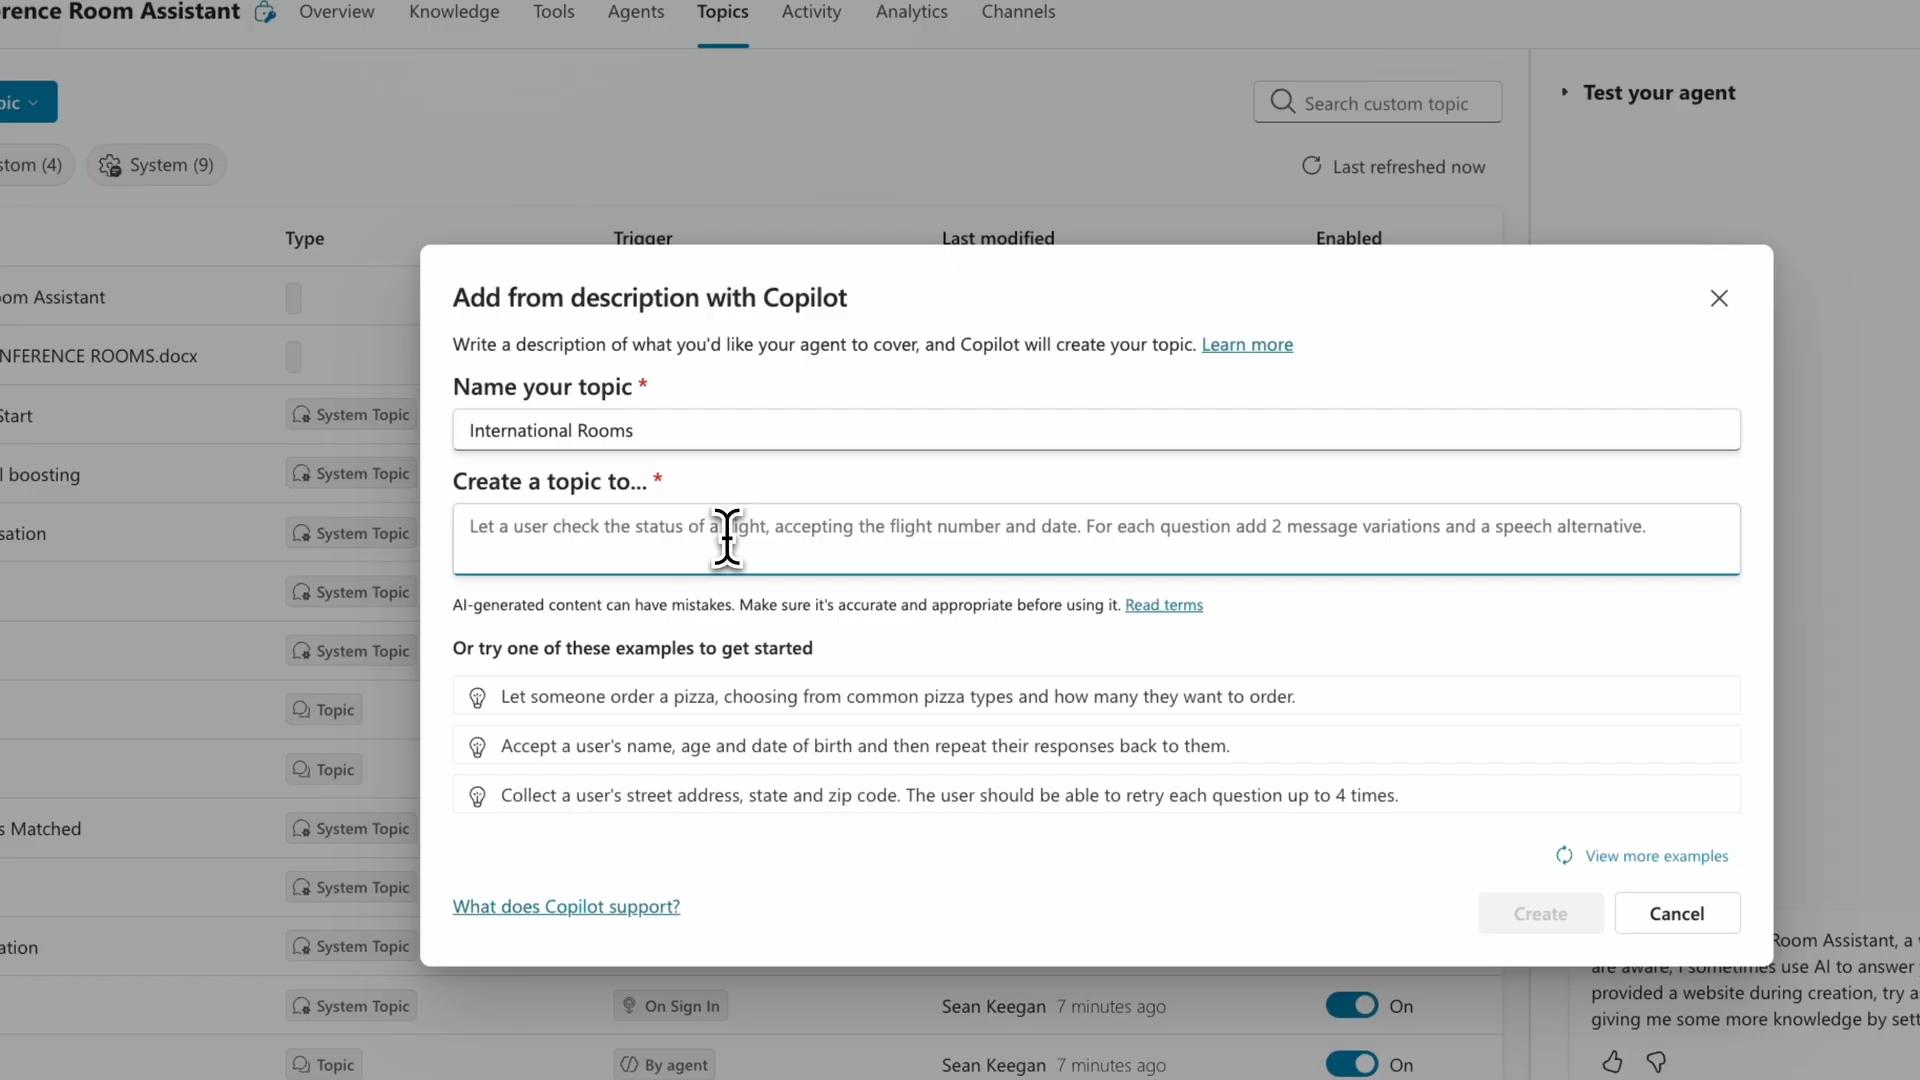 rence Room Assistant
Overview
Knowledge
Tools
Agents
Topics
Activity
Analytics
Channels
pic
Search custom topic
Test your agent
stom (4)
System (9)
Last refreshed now
Type
Trigger
Last modified
Enabled
om Assistant
NFERENCE ROOMS.docx
Start
System Topic
l boosting
System Topic
sation
System Topic
System Topic
System Topic
Topic
Topic
s Matched
System Topic
System Topic
ation
System Topic
System Topic
On Sign In
Sean Keegan 7 minutes ago
On
Topic
By agent
Sean Keegan 7 minutes ago
On
Add from description with Copilot
Write a description of what you'd like your agent to cover, and Copilot will create your topic. Learn more
Name your topic *
International Rooms
Create a topic to... *
Let a user check the status of a flight, accepting the flight number and date. For each question add 2 message variations and a speech alternative.
AI-generated content can have mistakes. Make sure it's accurate and appropriate before using it. Read terms
Or try one of these examples to get started
Let someone order a pizza, choosing from common pizza types and how many they want to order.
Accept a user's name, age and date of birth and then repeat their responses back to them.
Collect a user's street address, state and zip code. The user should be able to retry each question up to 4 times.
View more examples
What does Copilot support?
Create
Cancel
Room Assistant, a
are aware, I sometimes use AI to answer
provided a website during creation, try a
giving me some more knowledge by sett